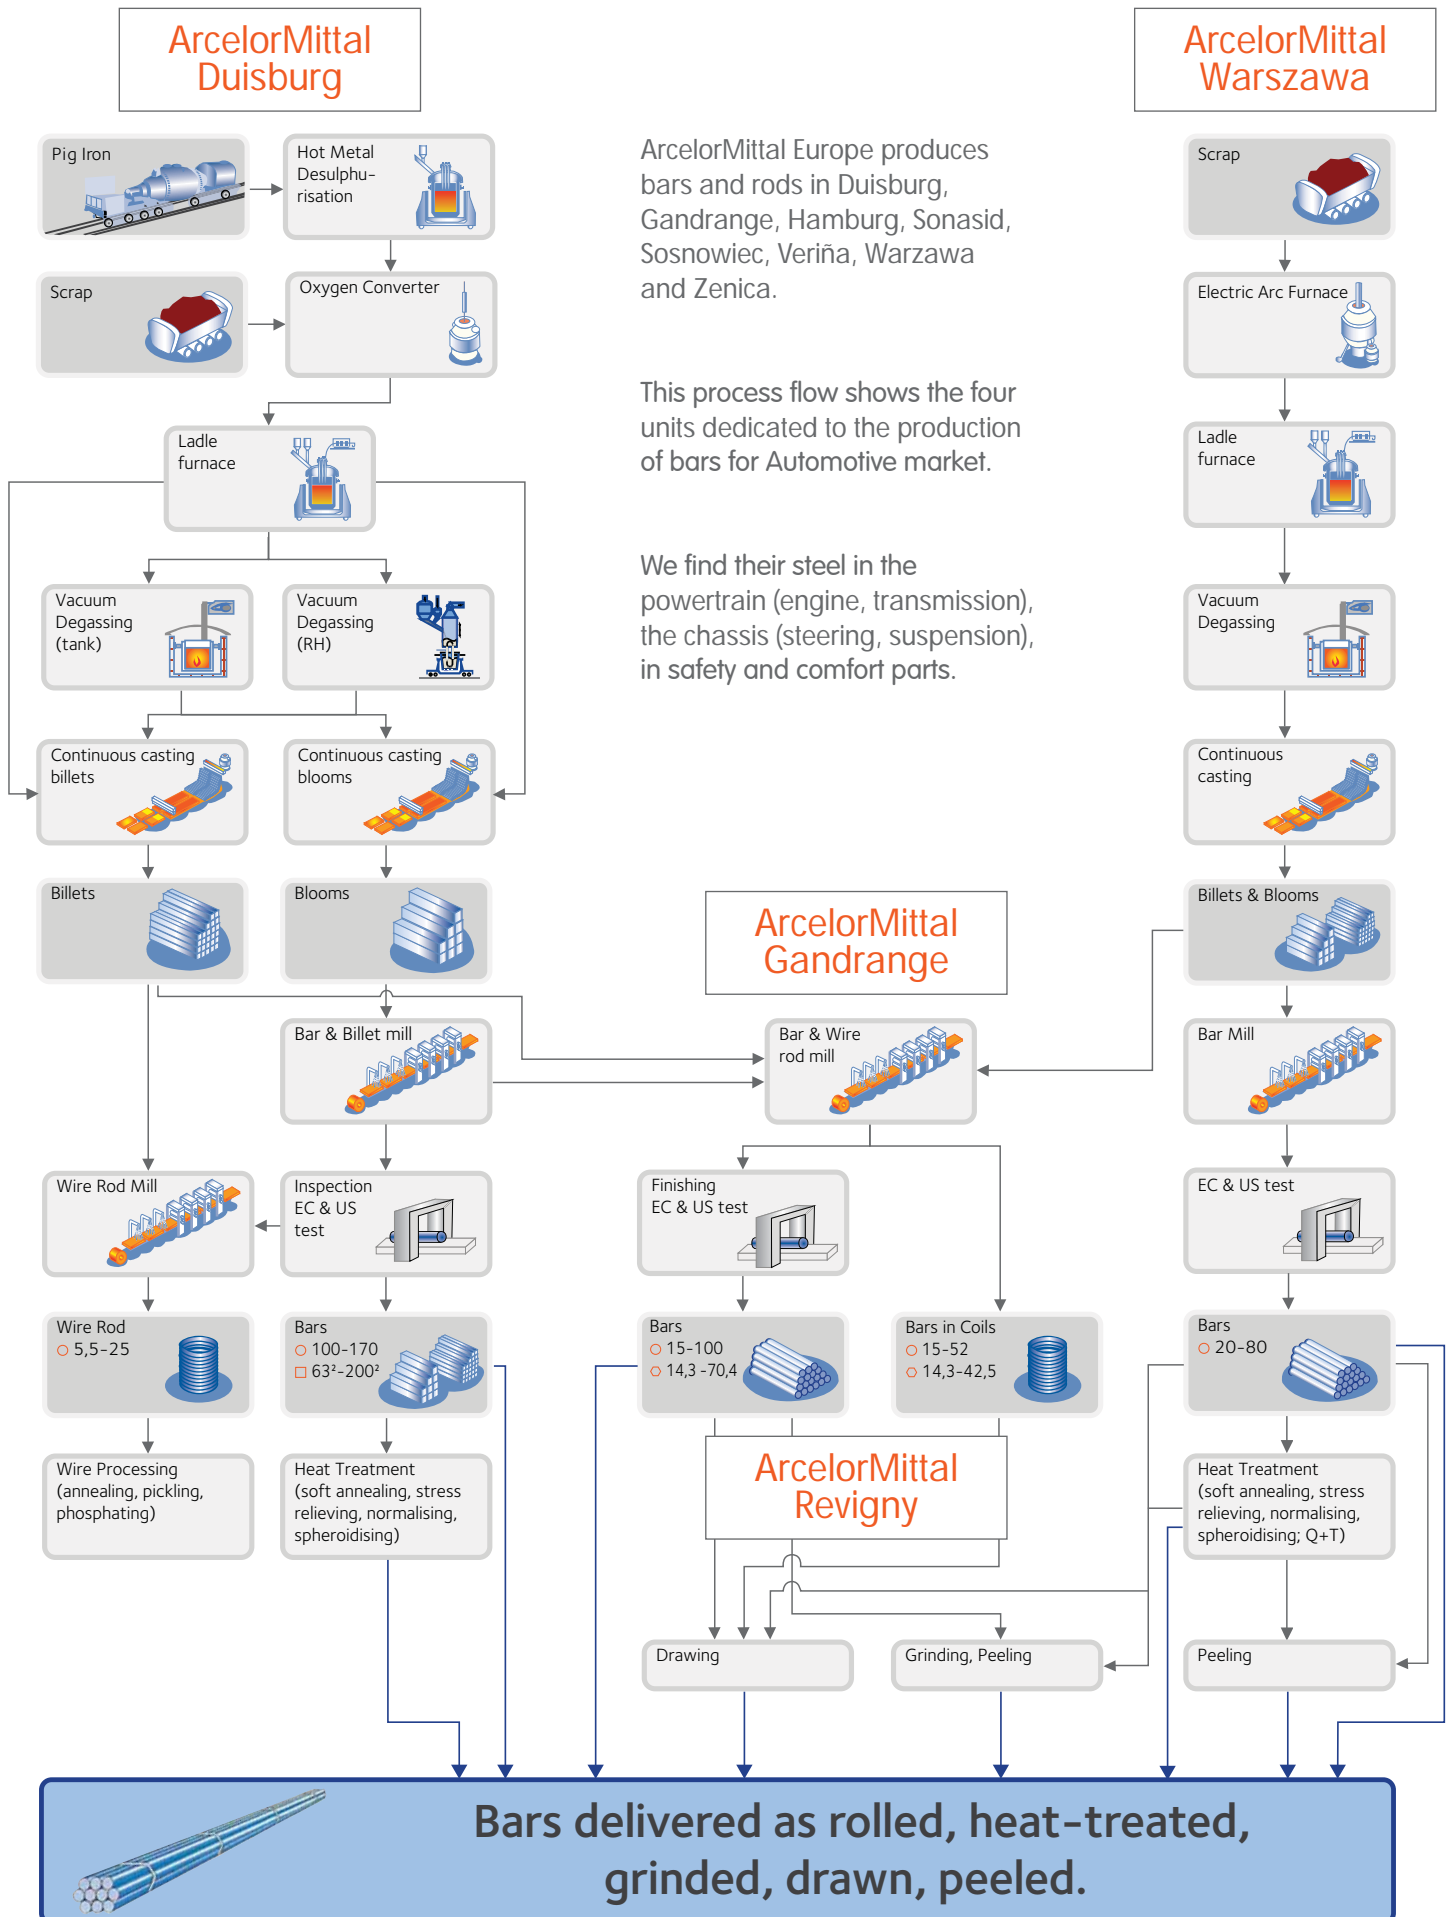 ArcelorMittal
Duisburg
ArcelorMittal
Warszawa
Pig Iron
Hot Metal
Desulphu-
risation
Scrap
Oxygen Converter
Ladle
furnace
Vacuum
Degassing
(tank)
Vacuum
Degassing
(RH)
Continuous casting
billets
Continuous casting
blooms
Billets
Blooms
Bar & Billet mill
Wire Rod Mill
Inspection
EC & US
test
Wire Rod
○ 5,5-25
Bars
○ 100-170
□ 63²-200²
Wire Processing
(annealing, pickling,
phosphating)
Heat Treatment
(soft annealing, stress
relieving, normalising,
spheroidising)
ArcelorMittal Europe produces
bars and rods in Duisburg,
Gandrange, Hamburg, Sonasid,
Sosnowiec, Veriña, Warzawa
and Zenica.
This process flow shows the four
units dedicated to the production
of bars for Automotive market.
We find their steel in the
powertrain (engine, transmission),
the chassis (steering, suspension),
in safety and comfort parts.
ArcelorMittal
Gandrange
Bar & Wire
rod mill
Finishing
EC & US test
Bars
○ 15-100
⬡ 14,3 -70,4
Bars in Coils
○ 15-52
⬡ 14,3-42,5
ArcelorMittal
Revigny
Drawing
Grinding, Peeling
Scrap
Electric Arc Furnace
Ladle
furnace
Vacuum
Degassing
Continuous
casting
Billets & Blooms
Bar Mill
EC & US test
Bars
○ 20-80
Heat Treatment
(soft annealing, stress
relieving, normalising,
spheroidising; Q+T)
Peeling
Bars delivered as rolled, heat-treated,
grinded, drawn, peeled.